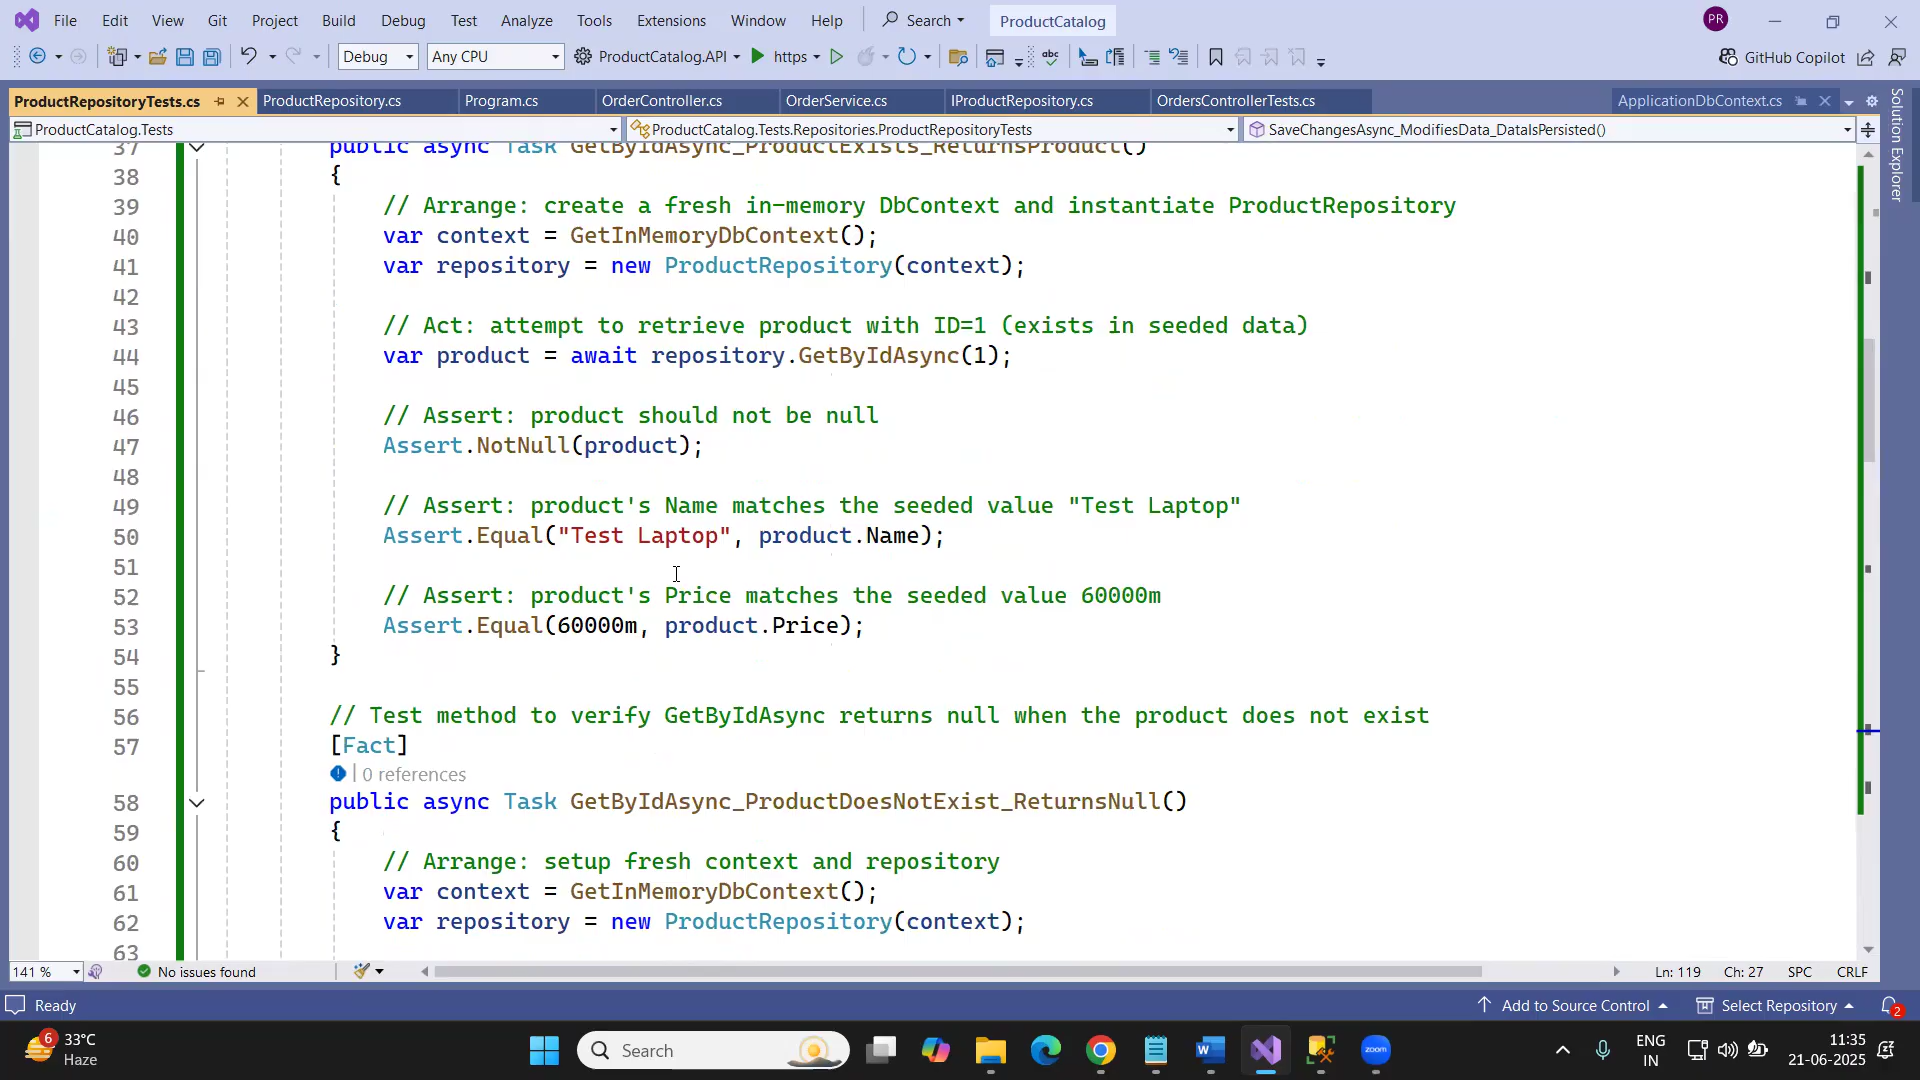 File Edit View Git Project Build Debug Test Analyze Tools Extensions Window Help Search ProductCatalog PR
Debug Any CPU ProductCatalog.API https GitHub Copilot
ProductRepositoryTests.cs ProductRepository.cs Program.cs OrderController.cs OrderService.cs IProductRepository.cs OrdersControllerTests.cs ApplicationDbContext.cs
ProductCatalog.Tests ProductCatalog.Tests.Repositories.ProductRepositoryTests SaveChangesAsync_ModifiesData_DataIsPersisted()
Solution Explorer
37 public async Task GetByIdAsync_ProductExists_ReturnsProduct()
38 {
39 // Arrange: create a fresh in-memory DbContext and instantiate ProductRepository
40 var context = GetInMemoryDbContext();
41 var repository = new ProductRepository(context);
42
43 // Act: attempt to retrieve product with ID=1 (exists in seeded data)
44 var product = await repository.GetByIdAsync(1);
45
46 // Assert: product should not be null
47 Assert.NotNull(product);
48
49 // Assert: product's Name matches the seeded value "Test Laptop"
50 Assert.Equal("Test Laptop", product.Name);
51
52 // Assert: product's Price matches the seeded value 60000m
53 Assert.Equal(60000m, product.Price);
54 }
55
56 // Test method to verify GetByIdAsync returns null when the product does not exist
57 [Fact]
0 references
58 public async Task GetByIdAsync_ProductDoesNotExist_ReturnsNull()
59 {
60 // Arrange: setup fresh context and repository
61 var context = GetInMemoryDbContext();
62 var repository = new ProductRepository(context);
63
141 % No issues found Ln: 119 Ch: 27 SPC CRLF
Ready Add to Source Control Select Repository 2
6 33°C Haze Search zoom ENG IN 11:35 21-06-2025